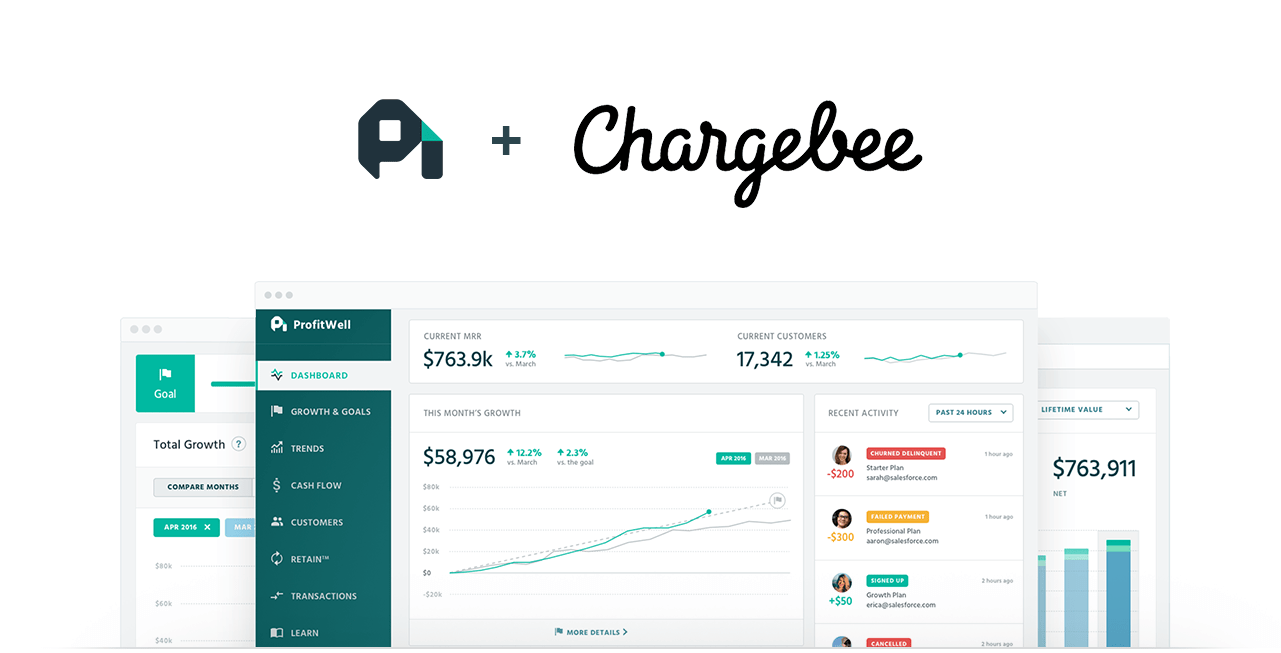 + Chargebee
Goal
Total Growth ?
COMPARE MONTHS
APR 2016 ×
MAR
$80k
$60k
$40k
ProfitWell
DASHBOARD
GROWTH & GOALS
TRENDS
CASH FLOW
CUSTOMERS
RETAIN™
TRANSACTIONS
LEARN
CURRENT MRR
$763.9k 3.7%
vs. March
CURRENT CUSTOMERS
17,342 1.25%
vs. March
THIS MONTH'S GROWTH
$58,976 12.2% 2.3%
vs. March vs. the goal
APR 2016 MAR 2016
$80k
$60k
$40k
$20k
$0
-$20k
MORE DETAILS
RECENT ACTIVITY PAST 24 HOURS
CHURNED DELINQUENT 1 hour ago
-$200 Starter Plan
sarah@salesforce.com
FAILED PAYMENT 1 hour ago
-$300 Professional Plan
aaron@salesforce.com
SIGNED UP 2 hours ago
+$50 Growth Plan
erica@salesforce.com
CANCELLED 2 hours ago
LIFETIME VALUE
$763,911
NET